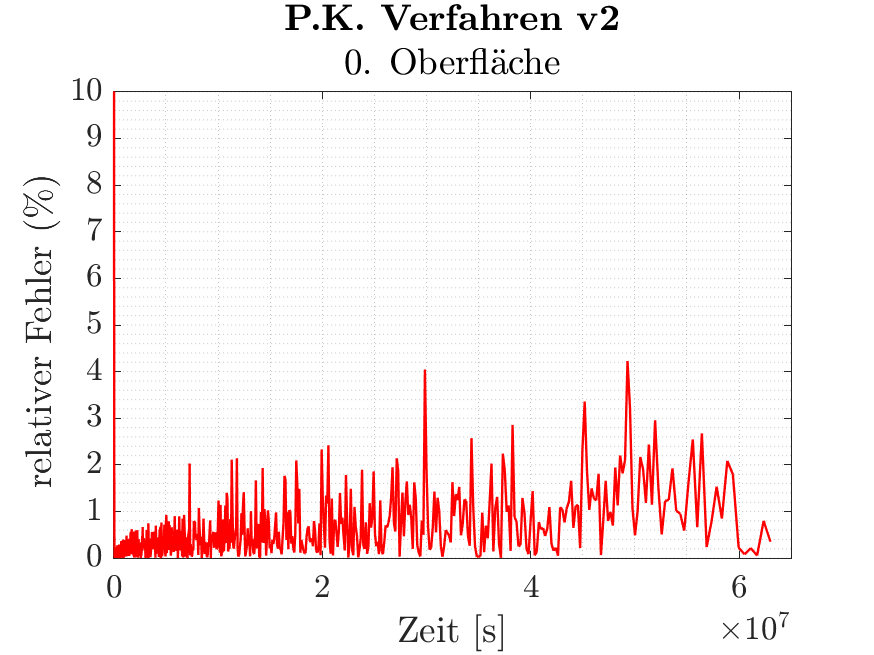 P.K. Verfahren v2
0. Oberfläche
relativer Fehler (%)
10
9
8
7
6
5
4
3
2
1
0
0 2 4 6
×10⁷
Zeit [s]